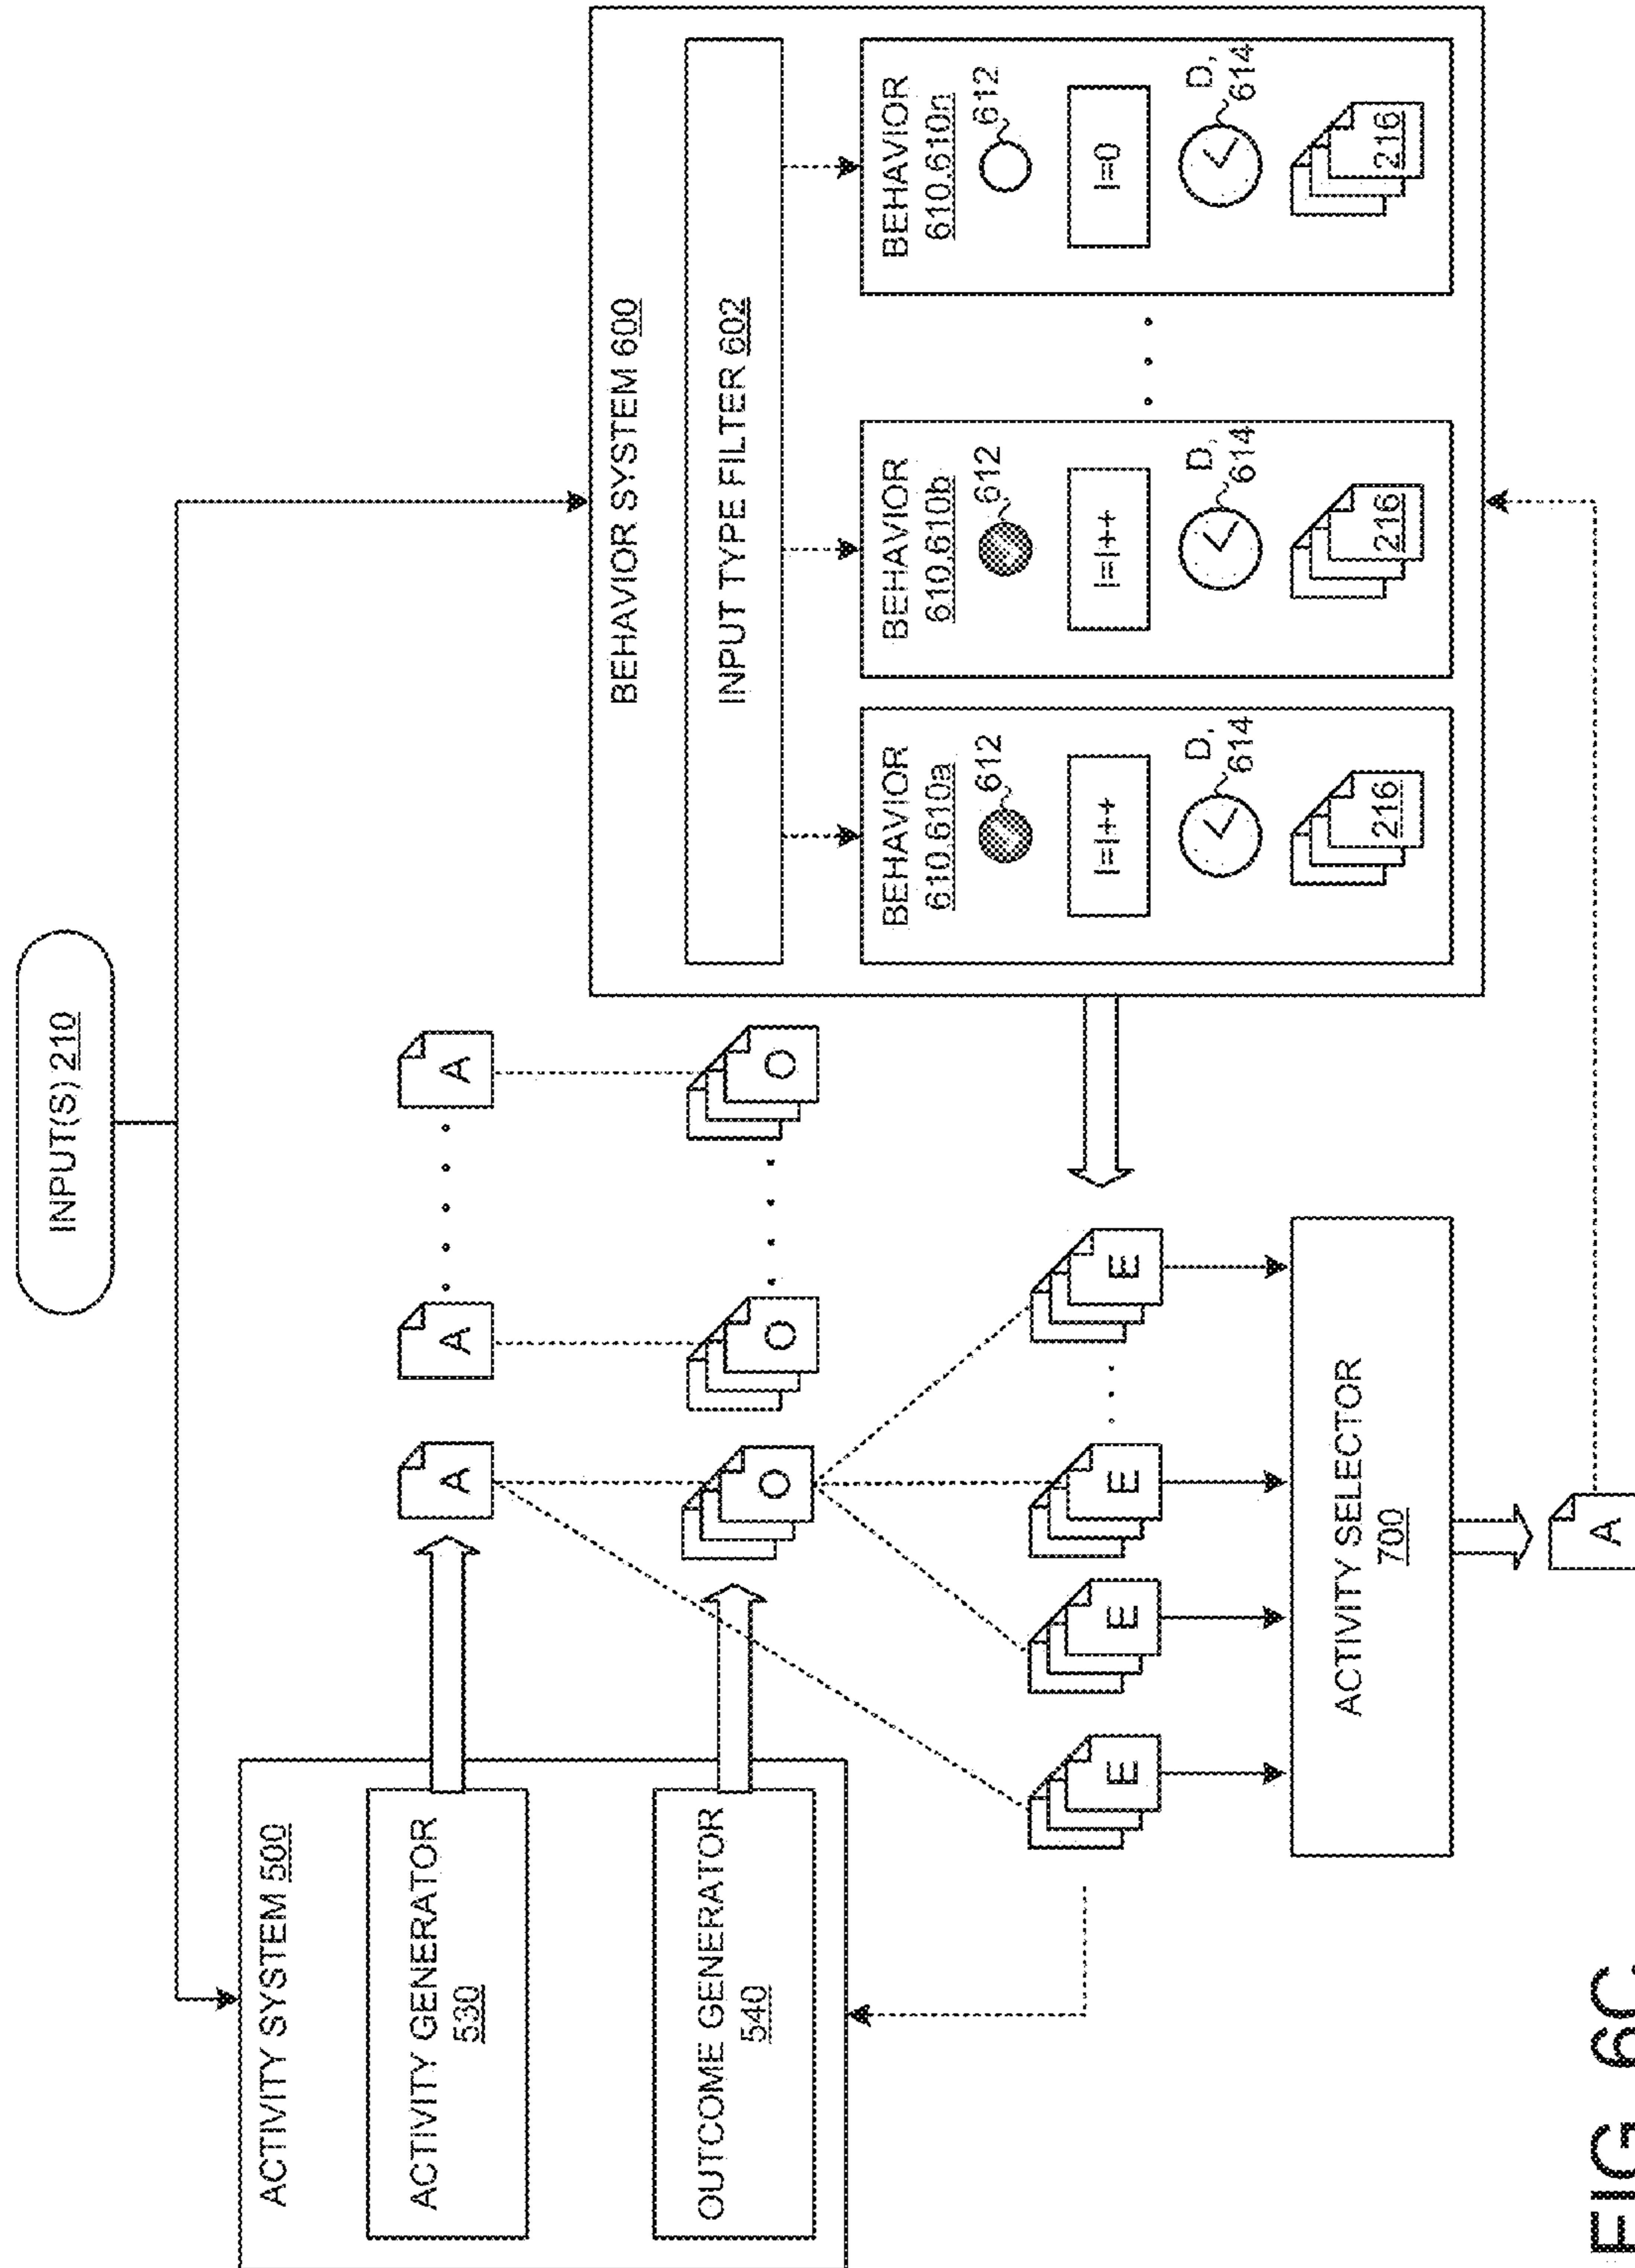 INPUT(S) 210
ACTIVITY SYSTEM 500
ACTIVITY GENERATOR
530
OUTCOME GENERATOR
540
A
A
A
O
O
O
E
E
E
E
ACTIVITY SELECTOR
700
A
BEHAVIOR SYSTEM 600
INPUT TYPE FILTER 602
BEHAVIOR
610,610a
612
I=I++
D,
614
216
BEHAVIOR
610,610b
612
I=I++
D,
614
216
BEHAVIOR
610,610n
612
I=0
D,
614
216
FIG. 6C